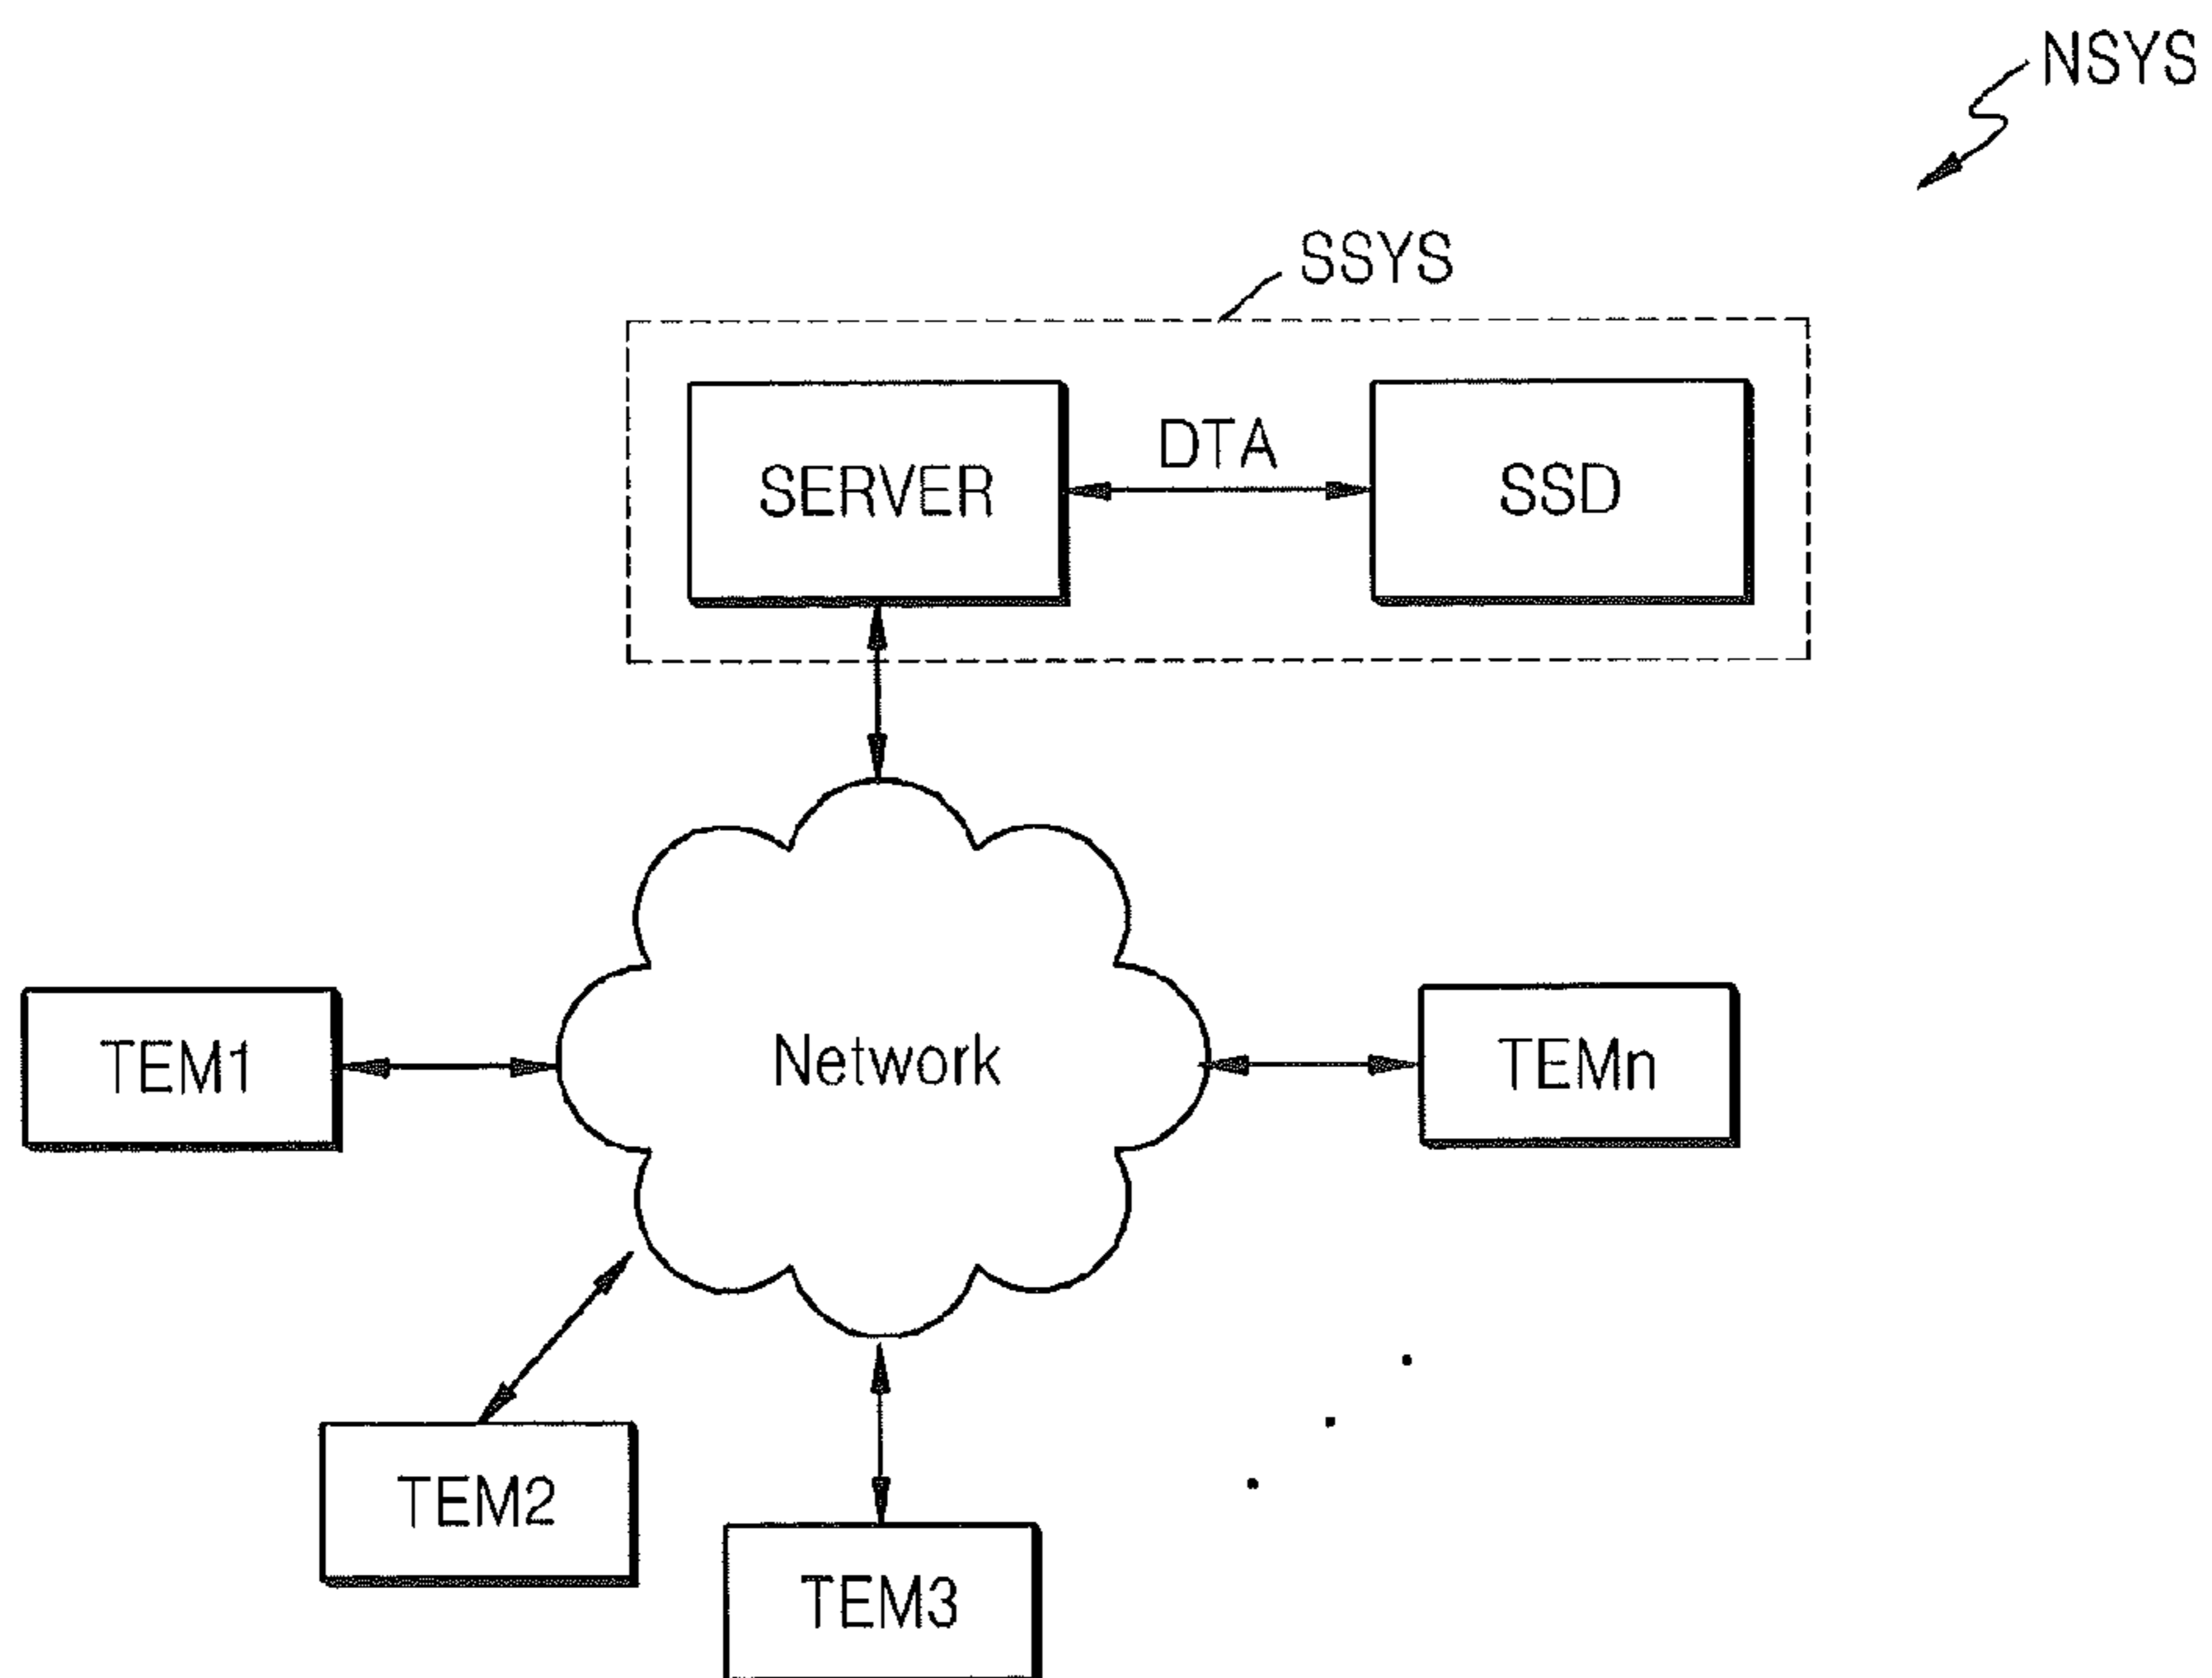 NSYS
SSYS
DTA
SERVER
SSD
TEM1
Network
TEMn
TEM2
TEM3